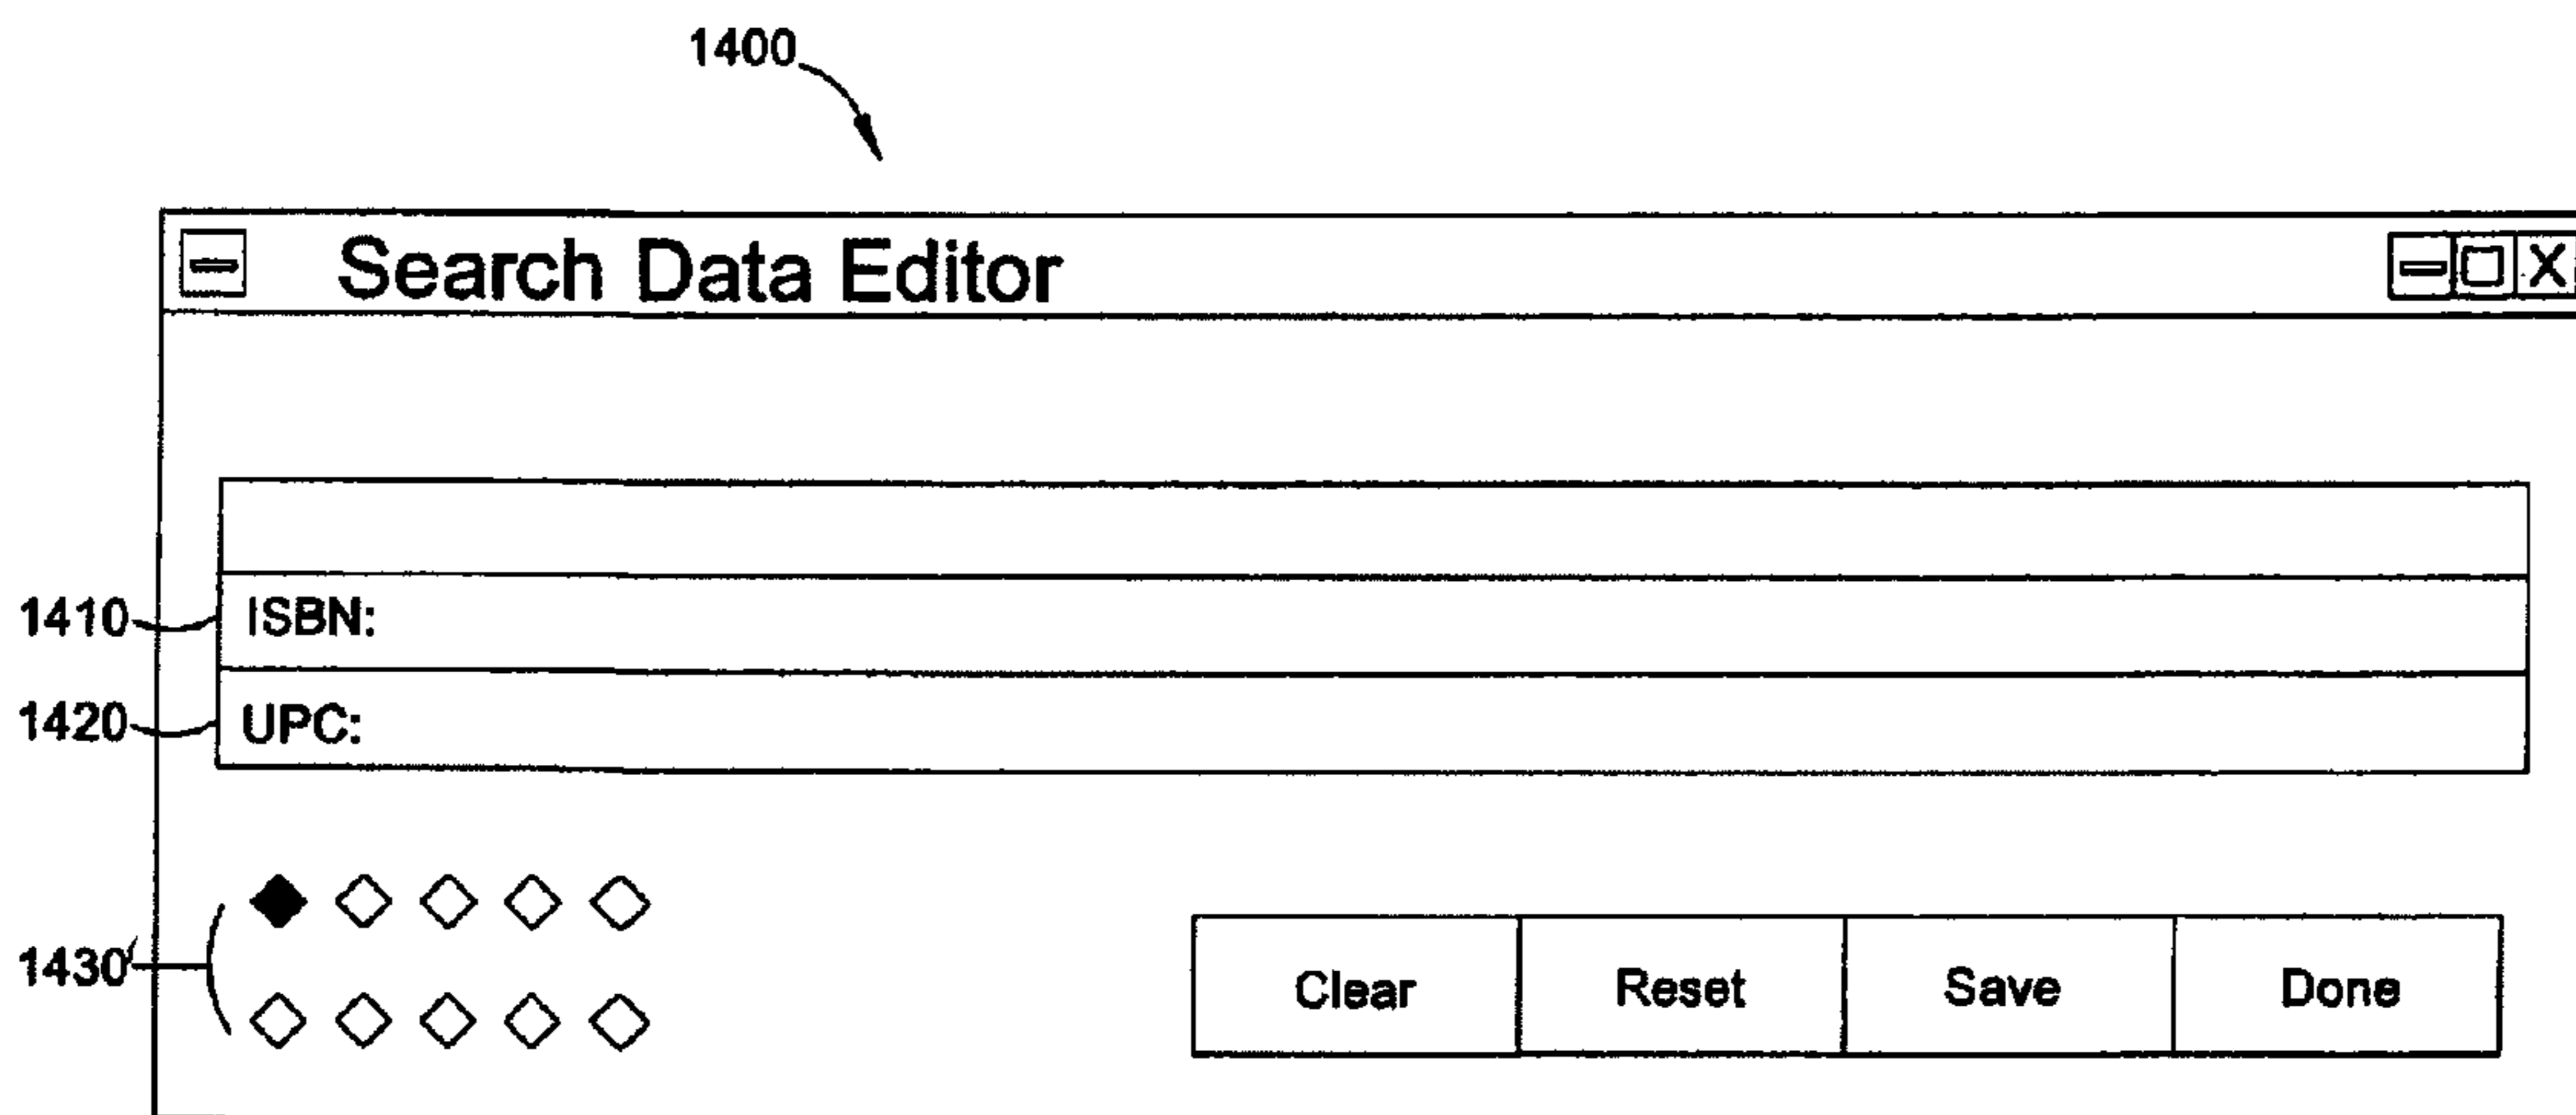 1400
Search Data Editor
1410 ISBN:
1420 UPC:
1430
Clear Reset Save Done